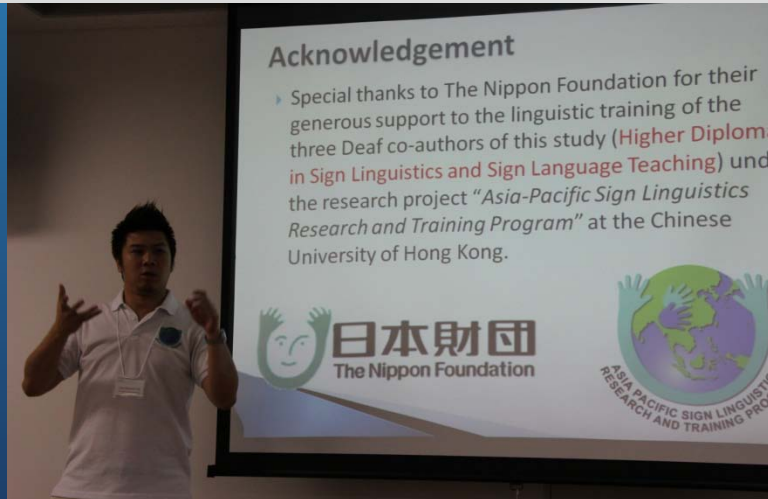 Acknowledgement
Special thanks to The Nippon Foundation for their
generous support to the linguistic training of the
three Deaf co-authors of this study (Higher Diplom
in Sign Linguistics and Sign Language Teaching) und
the research project “Asia-Pacific Sign Linguistics
Research and Training Program” at the Chinese
University of Hong Kong.
日本財団
The Nippon Foundation
ASIA PACIFIC SIGN LINGUISTIC
RESEARCH AND TRAINING PRO